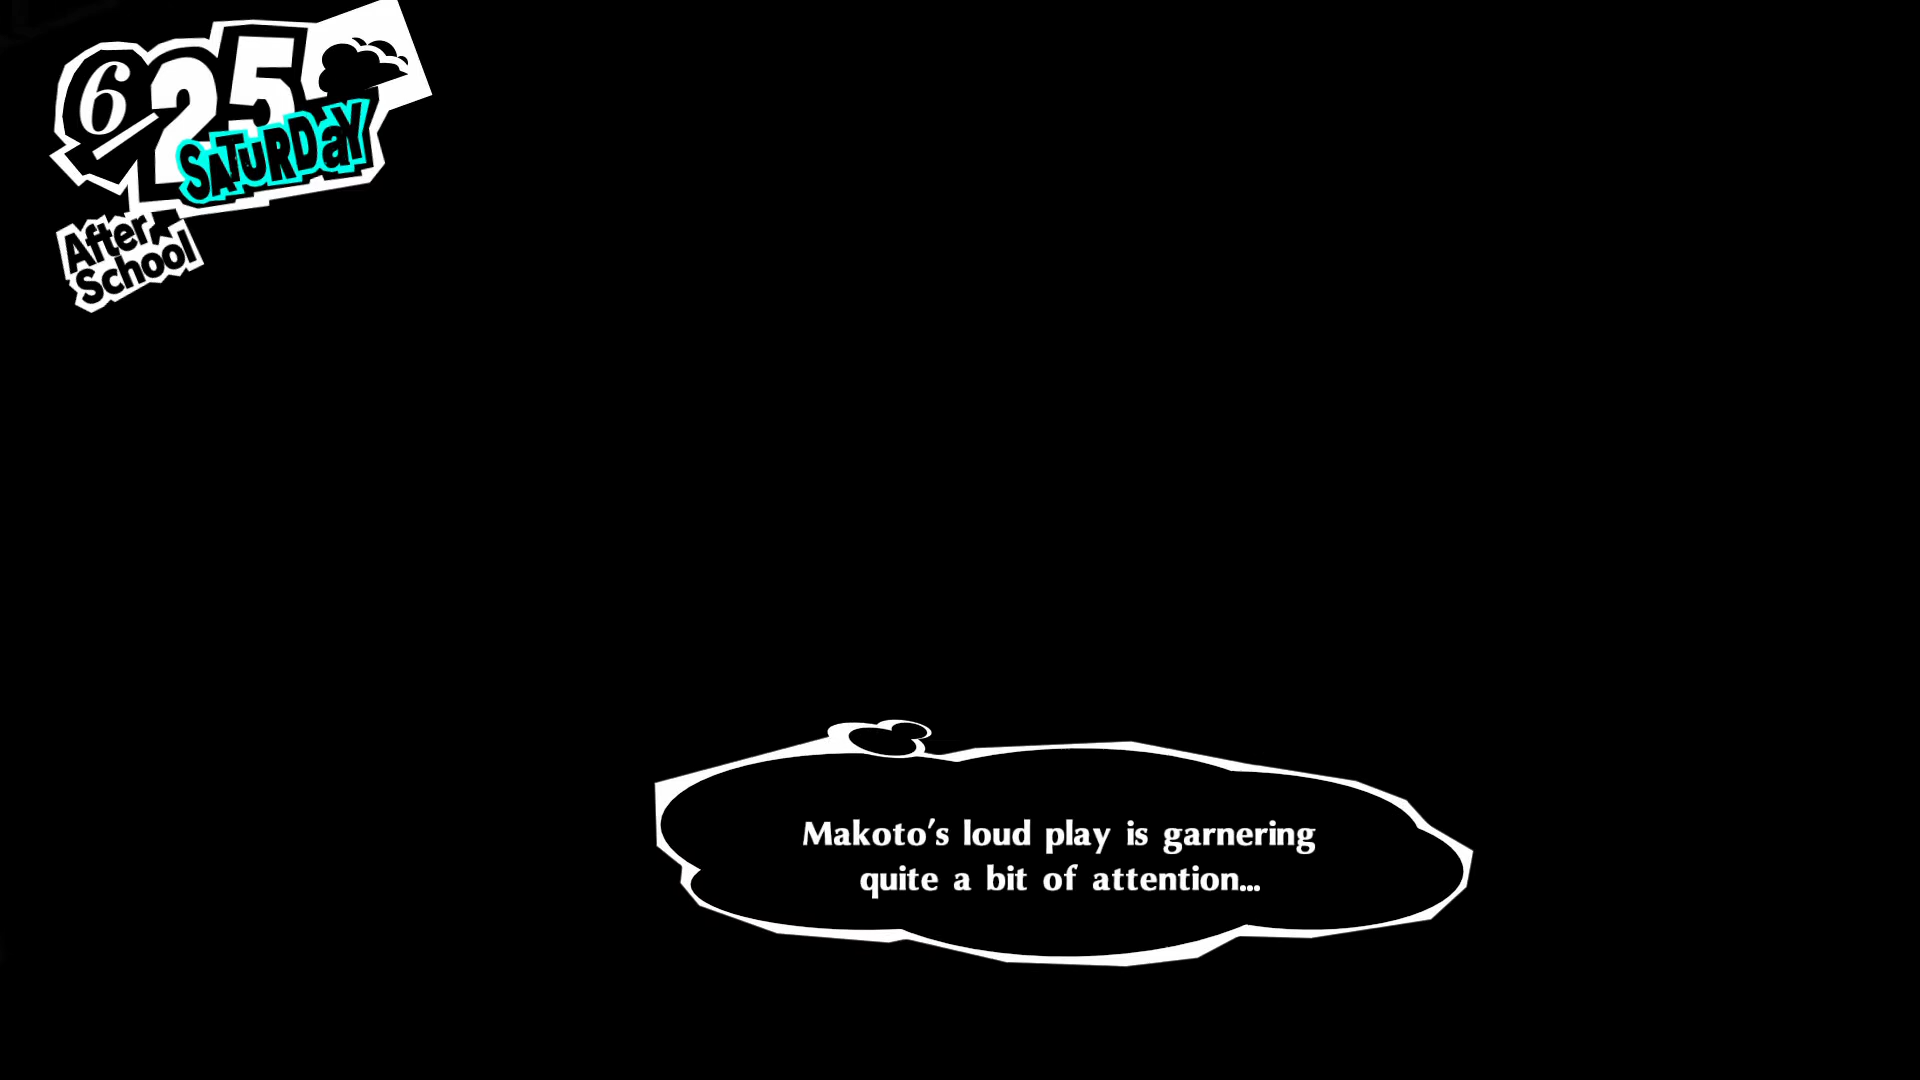 6/25
SATURDaY
After
School
Makoto's loud play is garnering
quite a bit of attention...